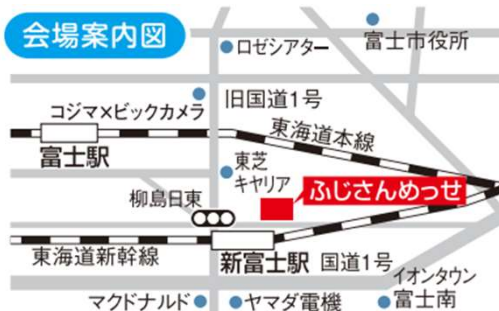 会場案内図
ロゼシアター
富士市役所
旧国道1号
コジマ×ビックカメラ
東海道本線
富士駅
東芝
キヤリア
ふじさんめっせ
柳島日東
東海道新幹線
新富士駅
国道1号
イオンタウン
富士南
マクドナルド
ヤマダ電機